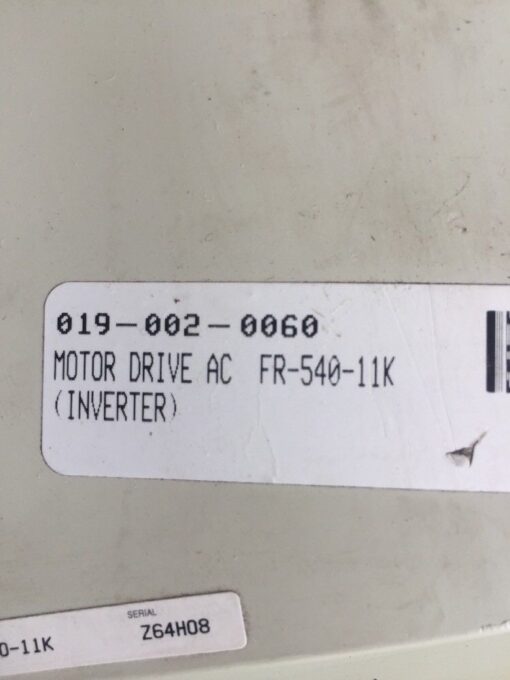 019-002-0060
MOTOR DRIVE AC FR-540-11K
(INVERTER)
SERIAL
0-11K Z64H08